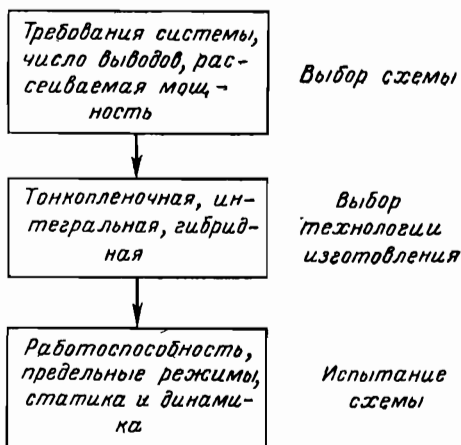 Требования системы,
число выводов, рас-
сеиваемая мощ-
ность
Выбор схемы
Тонкопленочная, ин-
тегральная, гибрид-
ная
Выбор
технологии
изготовления
Работоспособность,
предельные режимы,
статика и динами-
ка
Испытание
схемы